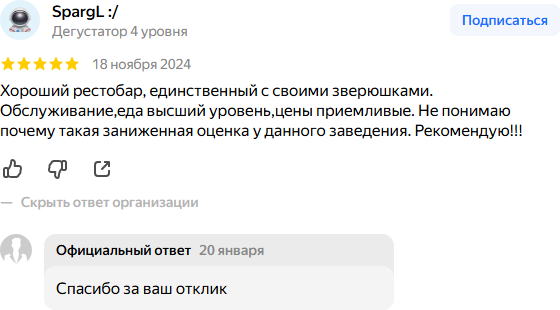 SpargL :/
Дегустатор 4 уровня
Подписаться
18 ноября 2024
Хороший рестобар, единственный с своими зверюшками.
Обслуживание,еда высший уровень,цены приемливые. Не понимаю
почему такая заниженная оценка у данного заведения. Рекомендую!!!
— Скрыть ответ организации
Официальный ответ 20 января
Спасибо за ваш отклик